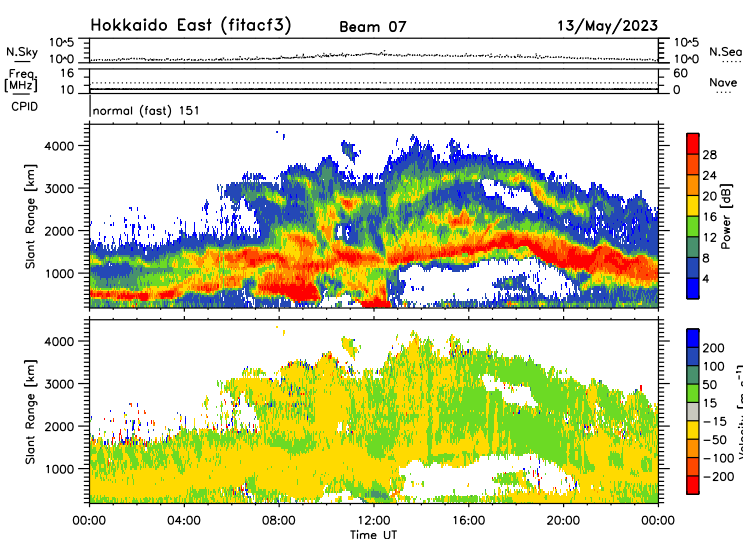 Hokkaido East (fitacf3) Beam 07 13/May/2023
N.Sky 10^5 10^0 10^5 10^0 N.Sea
Freq. [MHz] 16 10 60 0 Nave
CPID normal (fast) 151
Slant Range [km] 4000 3000 2000 1000
Power [dB] 28 24 20 16 12 8 4
Slant Range [km] 4000 3000 2000 1000
200 100 50 15 -15 -50 -100 -200
00:00 04:00 08:00 12:00 16:00 20:00 00:00
Time UT